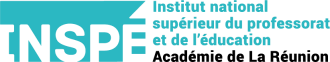 INSPÉ
Institut national
supérieur du professorat
et de l'éducation
Académie de La Réunion